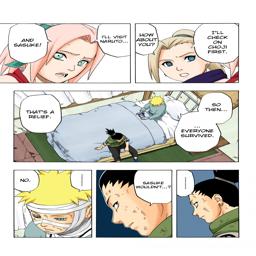 I'LL
CHECK
ON
CHOJI
FIRST.
HOW
ABOUT
YOU?
I'LL VISIT
NARUTO...
AND
SASUKE!
SO
THEN...
...
EVERYONE
SURVIVED.
THAT'S A
RELIEF.
...
SASUKE
WOULDN'T...?
NO.